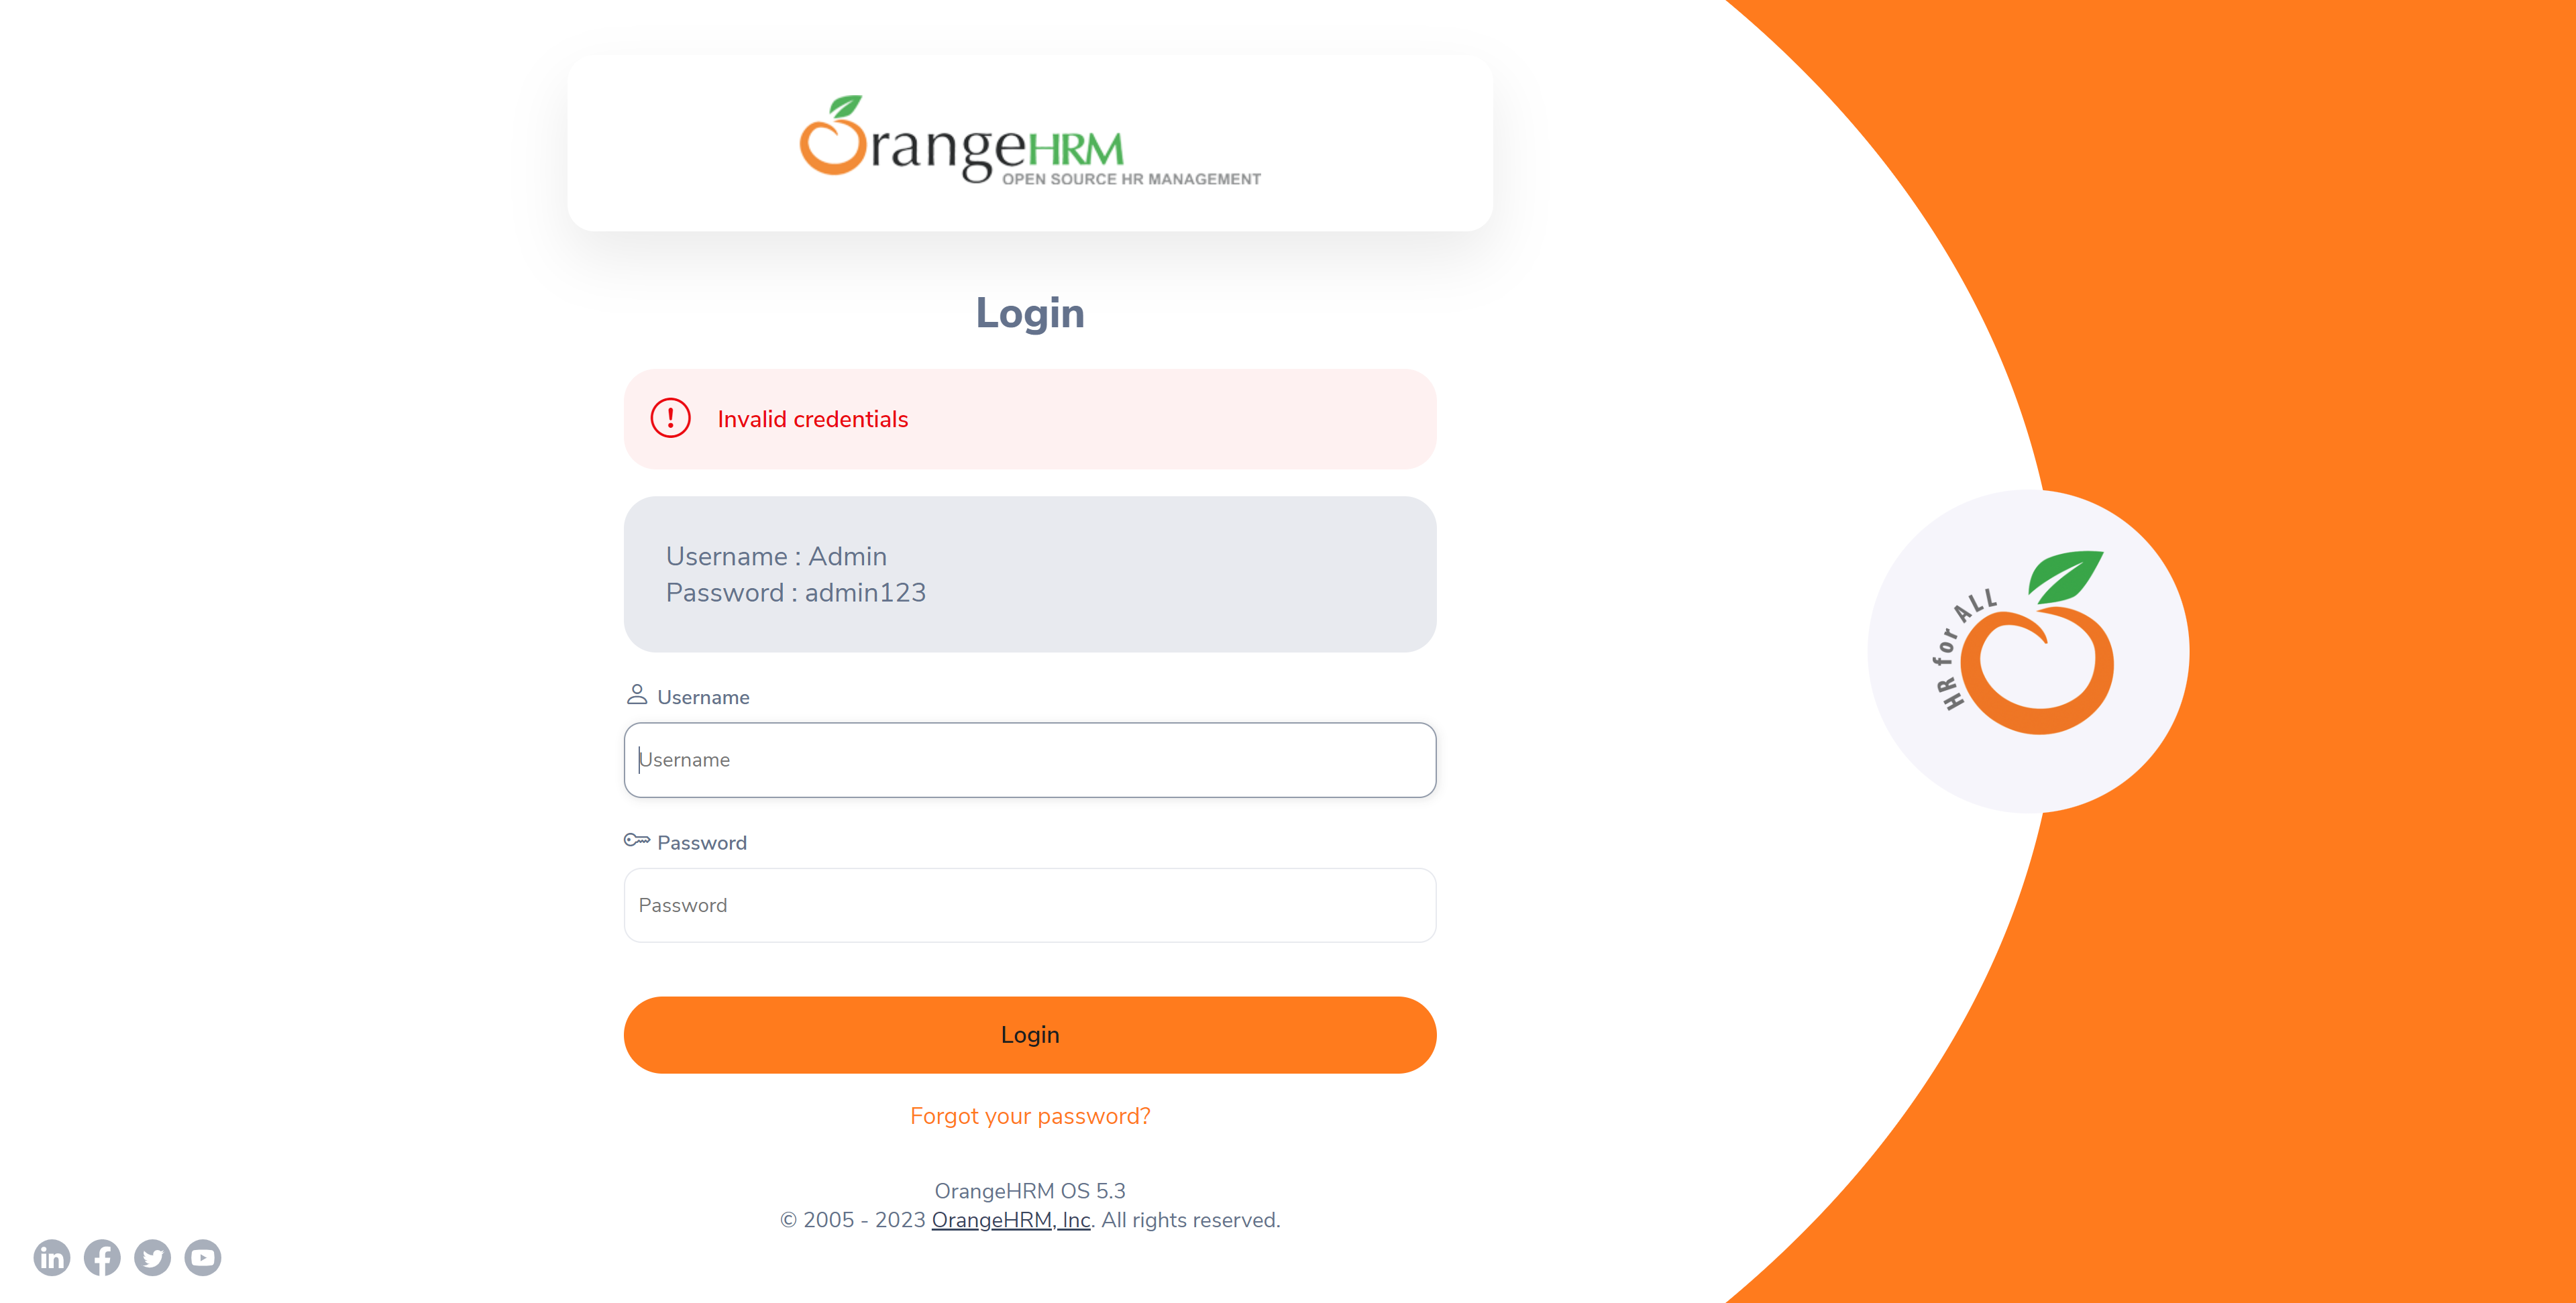 OrangeHRM
OPEN SOURCE HR MANAGEMENT
Login
Invalid credentials
Username : Admin
Password : admin123
Username
Username
Password
Password
Login
Forgot your password?
OrangeHRM OS 5.3
© 2005 - 2023 OrangeHRM, Inc. All rights reserved.
HR for ALL